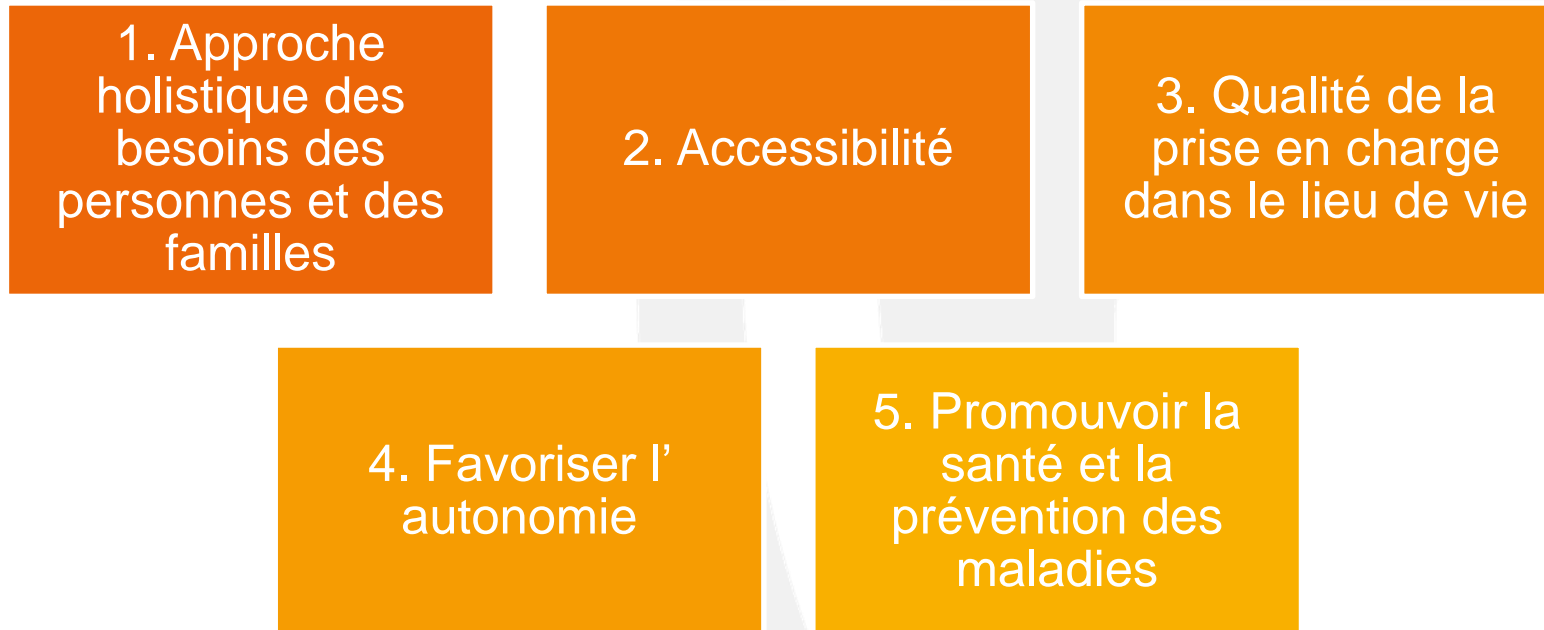 1. Approche
holistique des
besoins des
personnes et des
familles
2. Accessibilité
3. Qualité de la
prise en charge
dans le lieu de vie
4. Favoriser l’
autonomie
5. Promouvoir la
santé et la
prévention des
maladies